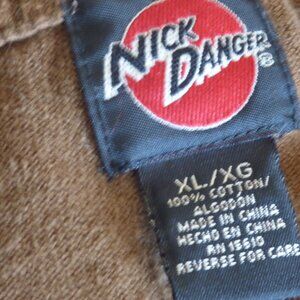 NICK
DANGER®
XL/XG
100% COTTON/
ALGODON
MADE IN CHINA
HECHO EN CHINA
RN 15610
REVERSE FOR CARE